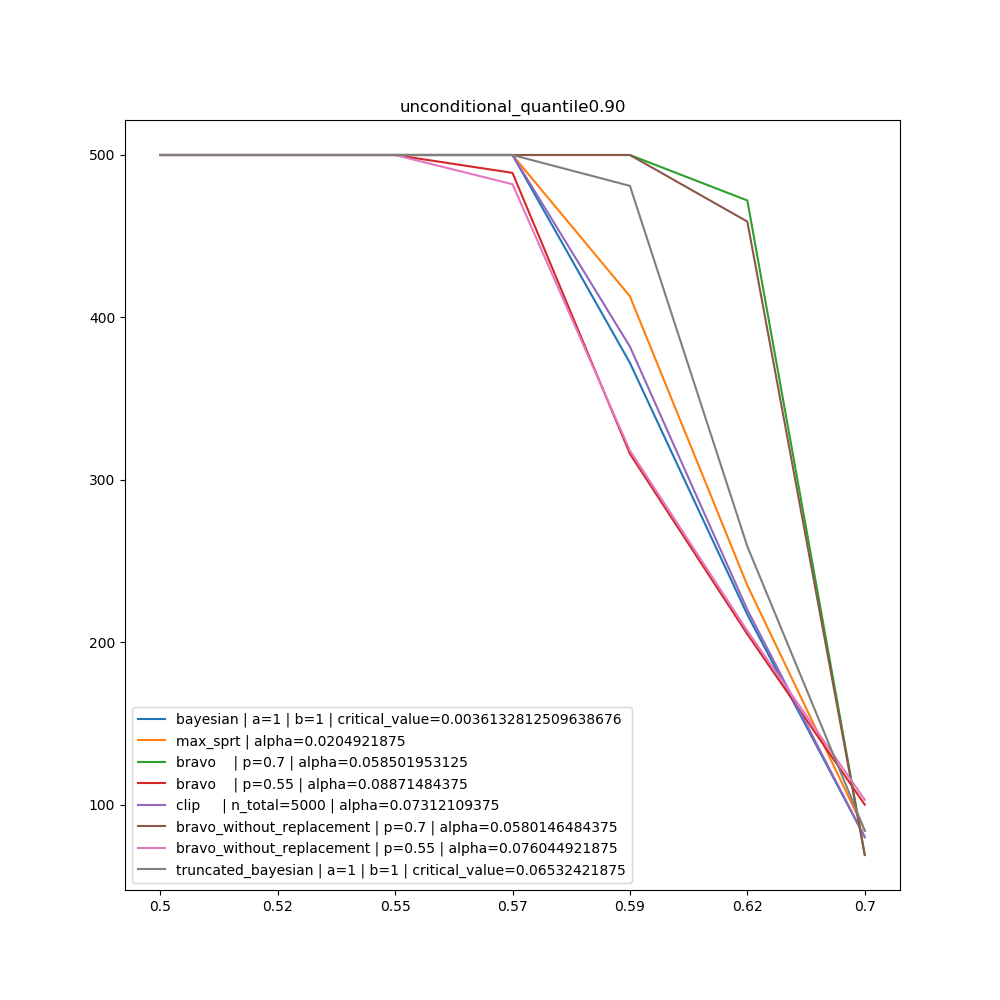 unconditional_quantile0.90
500
400
300
200
100
bayesian | a=1 | b=1 | critical_value=0.0036132812509638676
max_sprt | alpha=0.0204921875
bravo    | p=0.7 | alpha=0.058501953125
bravo    | p=0.55 | alpha=0.08871484375
clip     | n_total=5000 | alpha=0.07312109375
bravo_without_replacement | p=0.7 | alpha=0.0580146484375
bravo_without_replacement | p=0.55 | alpha=0.076044921875
truncated_bayesian | a=1 | b=1 | critical_value=0.06532421875
0.5 0.52 0.55 0.57 0.59 0.62 0.7